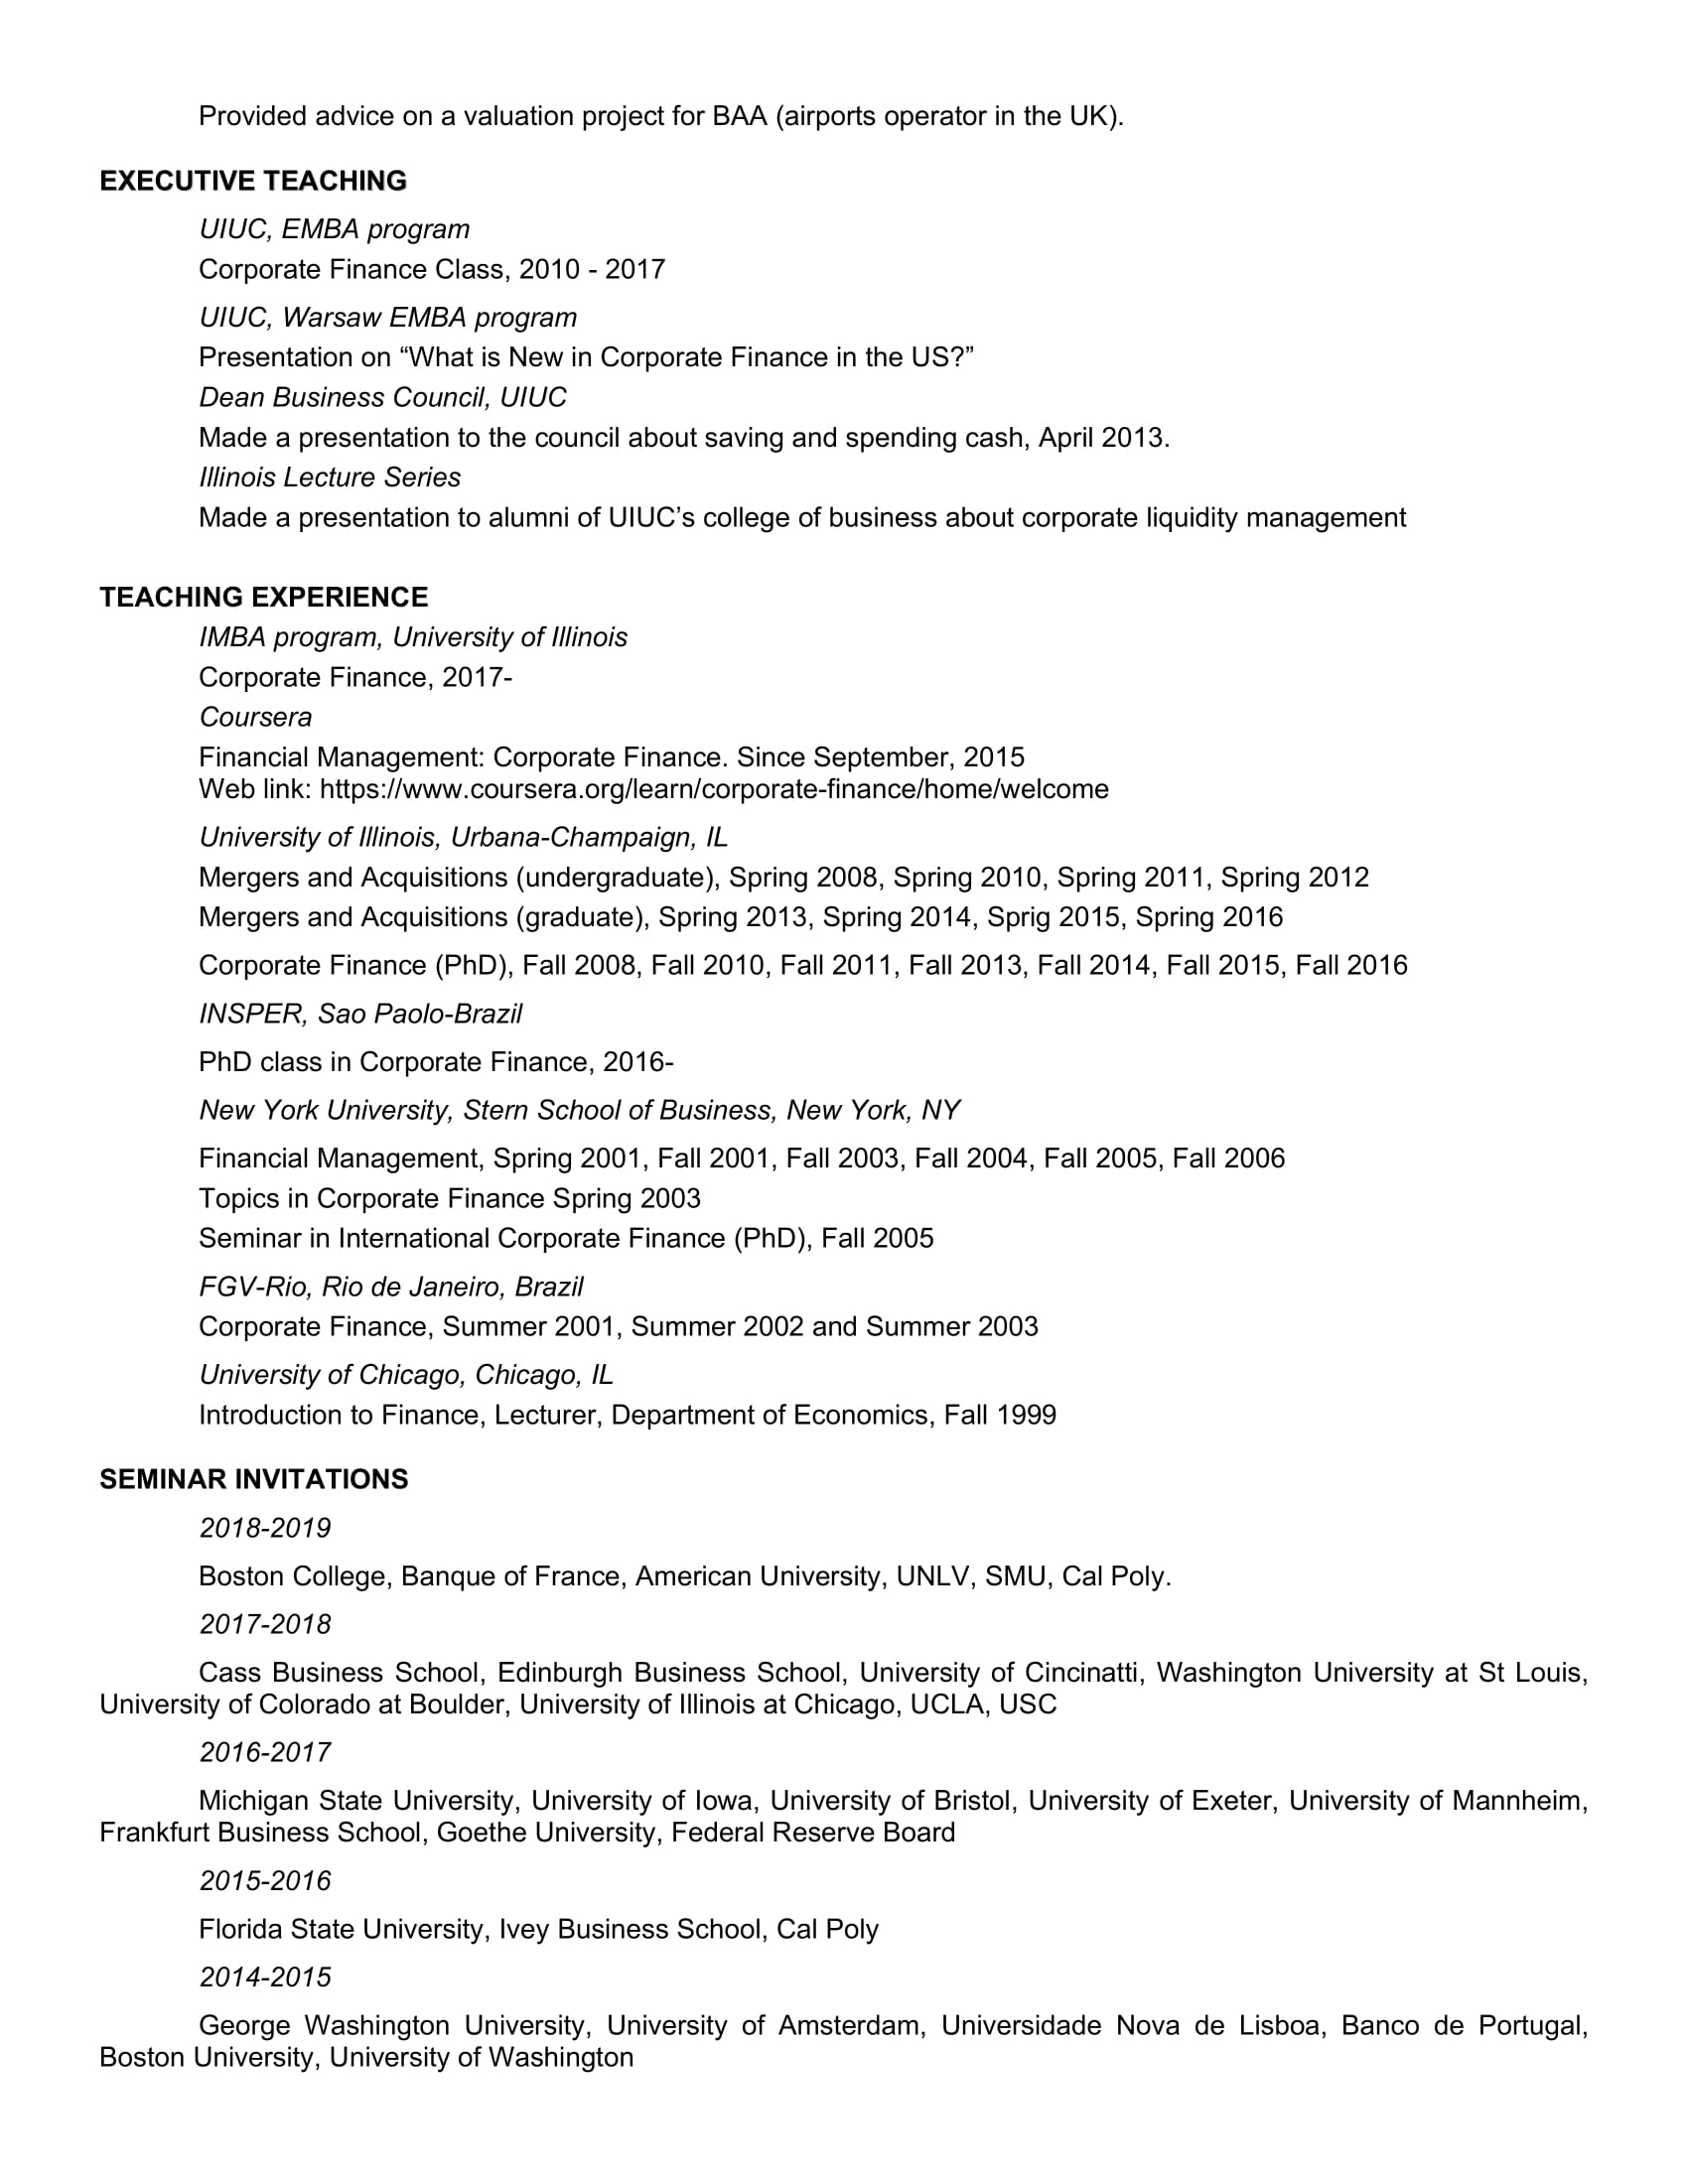 Provided advice on a valuation project for BAA (airports operator in the UK).
EXECUTIVE TEACHING
UIUC, EMBA program
Corporate Finance Class, 2010 - 2017
UIUC, Warsaw EMBA program
Presentation on “What is New in Corporate Finance in the US?”
Dean Business Council, UIUC
Made a presentation to the council about saving and spending cash, April 2013.
Illinois Lecture Series
Made a presentation to alumni of UIUC’s college of business about corporate liquidity management
TEACHING EXPERIENCE
IMBA program, University of Illinois
Corporate Finance, 2017-
Coursera
Financial Management: Corporate Finance. Since September, 2015
Web link: https://www.coursera.org/learn/corporate-finance/home/welcome
University of Illinois, Urbana-Champaign, IL
Mergers and Acquisitions (undergraduate), Spring 2008, Spring 2010, Spring 2011, Spring 2012
Mergers and Acquisitions (graduate), Spring 2013, Spring 2014, Sprig 2015, Spring 2016
Corporate Finance (PhD), Fall 2008, Fall 2010, Fall 2011, Fall 2013, Fall 2014, Fall 2015, Fall 2016
INSPER, Sao Paolo-Brazil
PhD class in Corporate Finance, 2016-
New York University, Stern School of Business, New York, NY
Financial Management, Spring 2001, Fall 2001, Fall 2003, Fall 2004, Fall 2005, Fall 2006
Topics in Corporate Finance Spring 2003
Seminar in International Corporate Finance (PhD), Fall 2005
FGV-Rio, Rio de Janeiro, Brazil
Corporate Finance, Summer 2001, Summer 2002 and Summer 2003
University of Chicago, Chicago, IL
Introduction to Finance, Lecturer, Department of Economics, Fall 1999
SEMINAR INVITATIONS
2018-2019
Boston College, Banque of France, American University, UNLV, SMU, Cal Poly.
2017-2018
Cass Business School, Edinburgh Business School, University of Cincinatti, Washington University at St Louis,
University of Colorado at Boulder, University of Illinois at Chicago, UCLA, USC
2016-2017
Michigan State University, University of Iowa, University of Bristol, University of Exeter, University of Mannheim,
Frankfurt Business School, Goethe University, Federal Reserve Board
2015-2016
Florida State University, Ivey Business School, Cal Poly
2014-2015
George Washington University, University of Amsterdam, Universidade Nova de Lisboa, Banco de Portugal,
Boston University, University of Washington